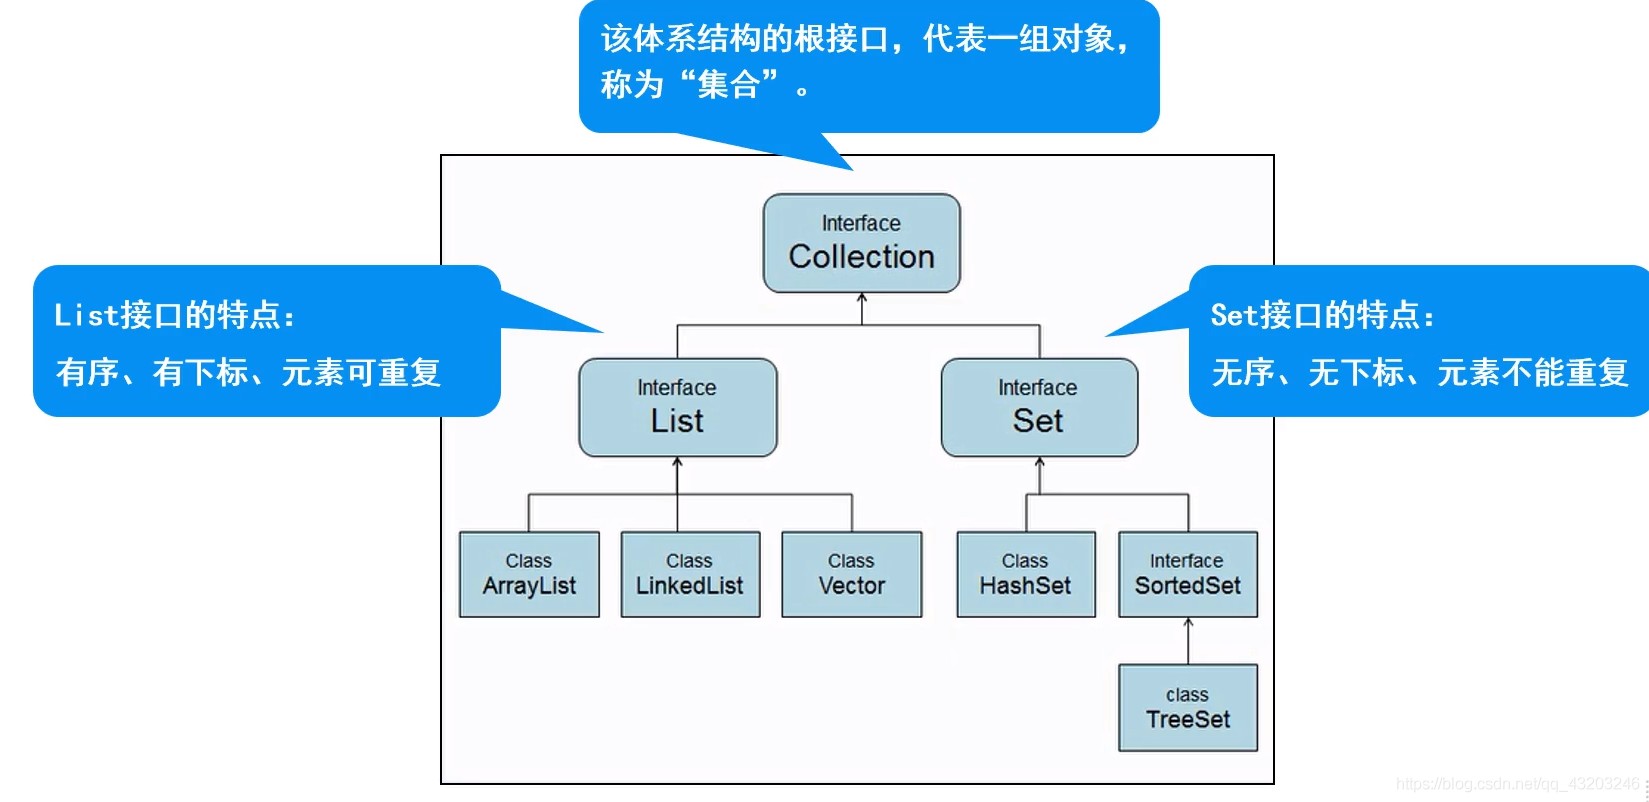 该体系结构的根接口，代表一组对象，
称为“集合”。
Interface
Collection
List接口的特点：
有序、有下标、元素可重复
Set接口的特点：
无序、无下标、元素不能重复
Interface
List
Interface
Set
Class
ArrayList
Class
LinkedList
Class
Vector
Class
HashSet
Interface
SortedSet
class
TreeSet
https://blog.csdn.net/qq_43203246